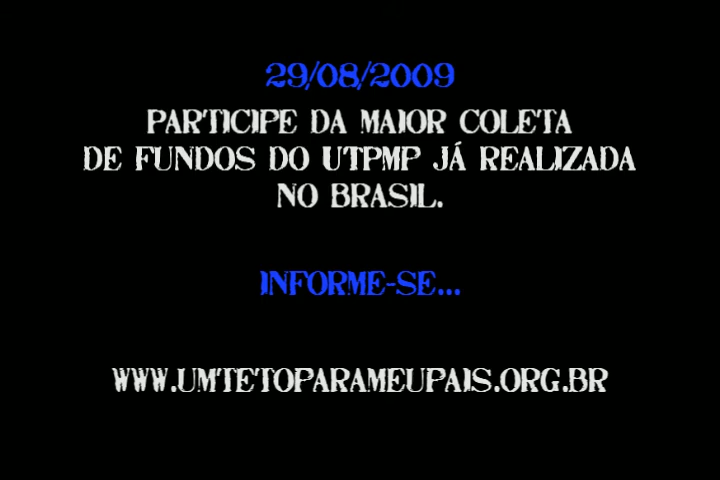 29/08/2009
PARTICIPE DA MAIOR COLETA
DE FUNDOS DO UTPMP JÁ REALIZADA
NO BRASIL.
INFORME-SE...
WWW.UMTETOPARAMEUPAIS.ORG.BR